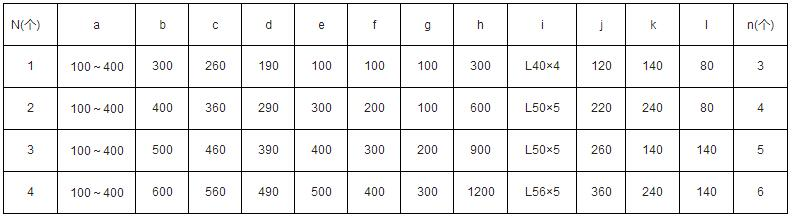 N(个) a b c d e f g h i j k l n(个)
1 100～400 300 260 190 100 100 100 300 L40×4 120 140 80 3
2 100～400 400 360 290 300 200 100 600 L50×5 220 240 80 4
3 100～400 500 460 390 400 300 200 900 L50×5 260 140 140 5
4 100～400 600 560 490 500 400 300 1200 L56×5 360 240 140 6